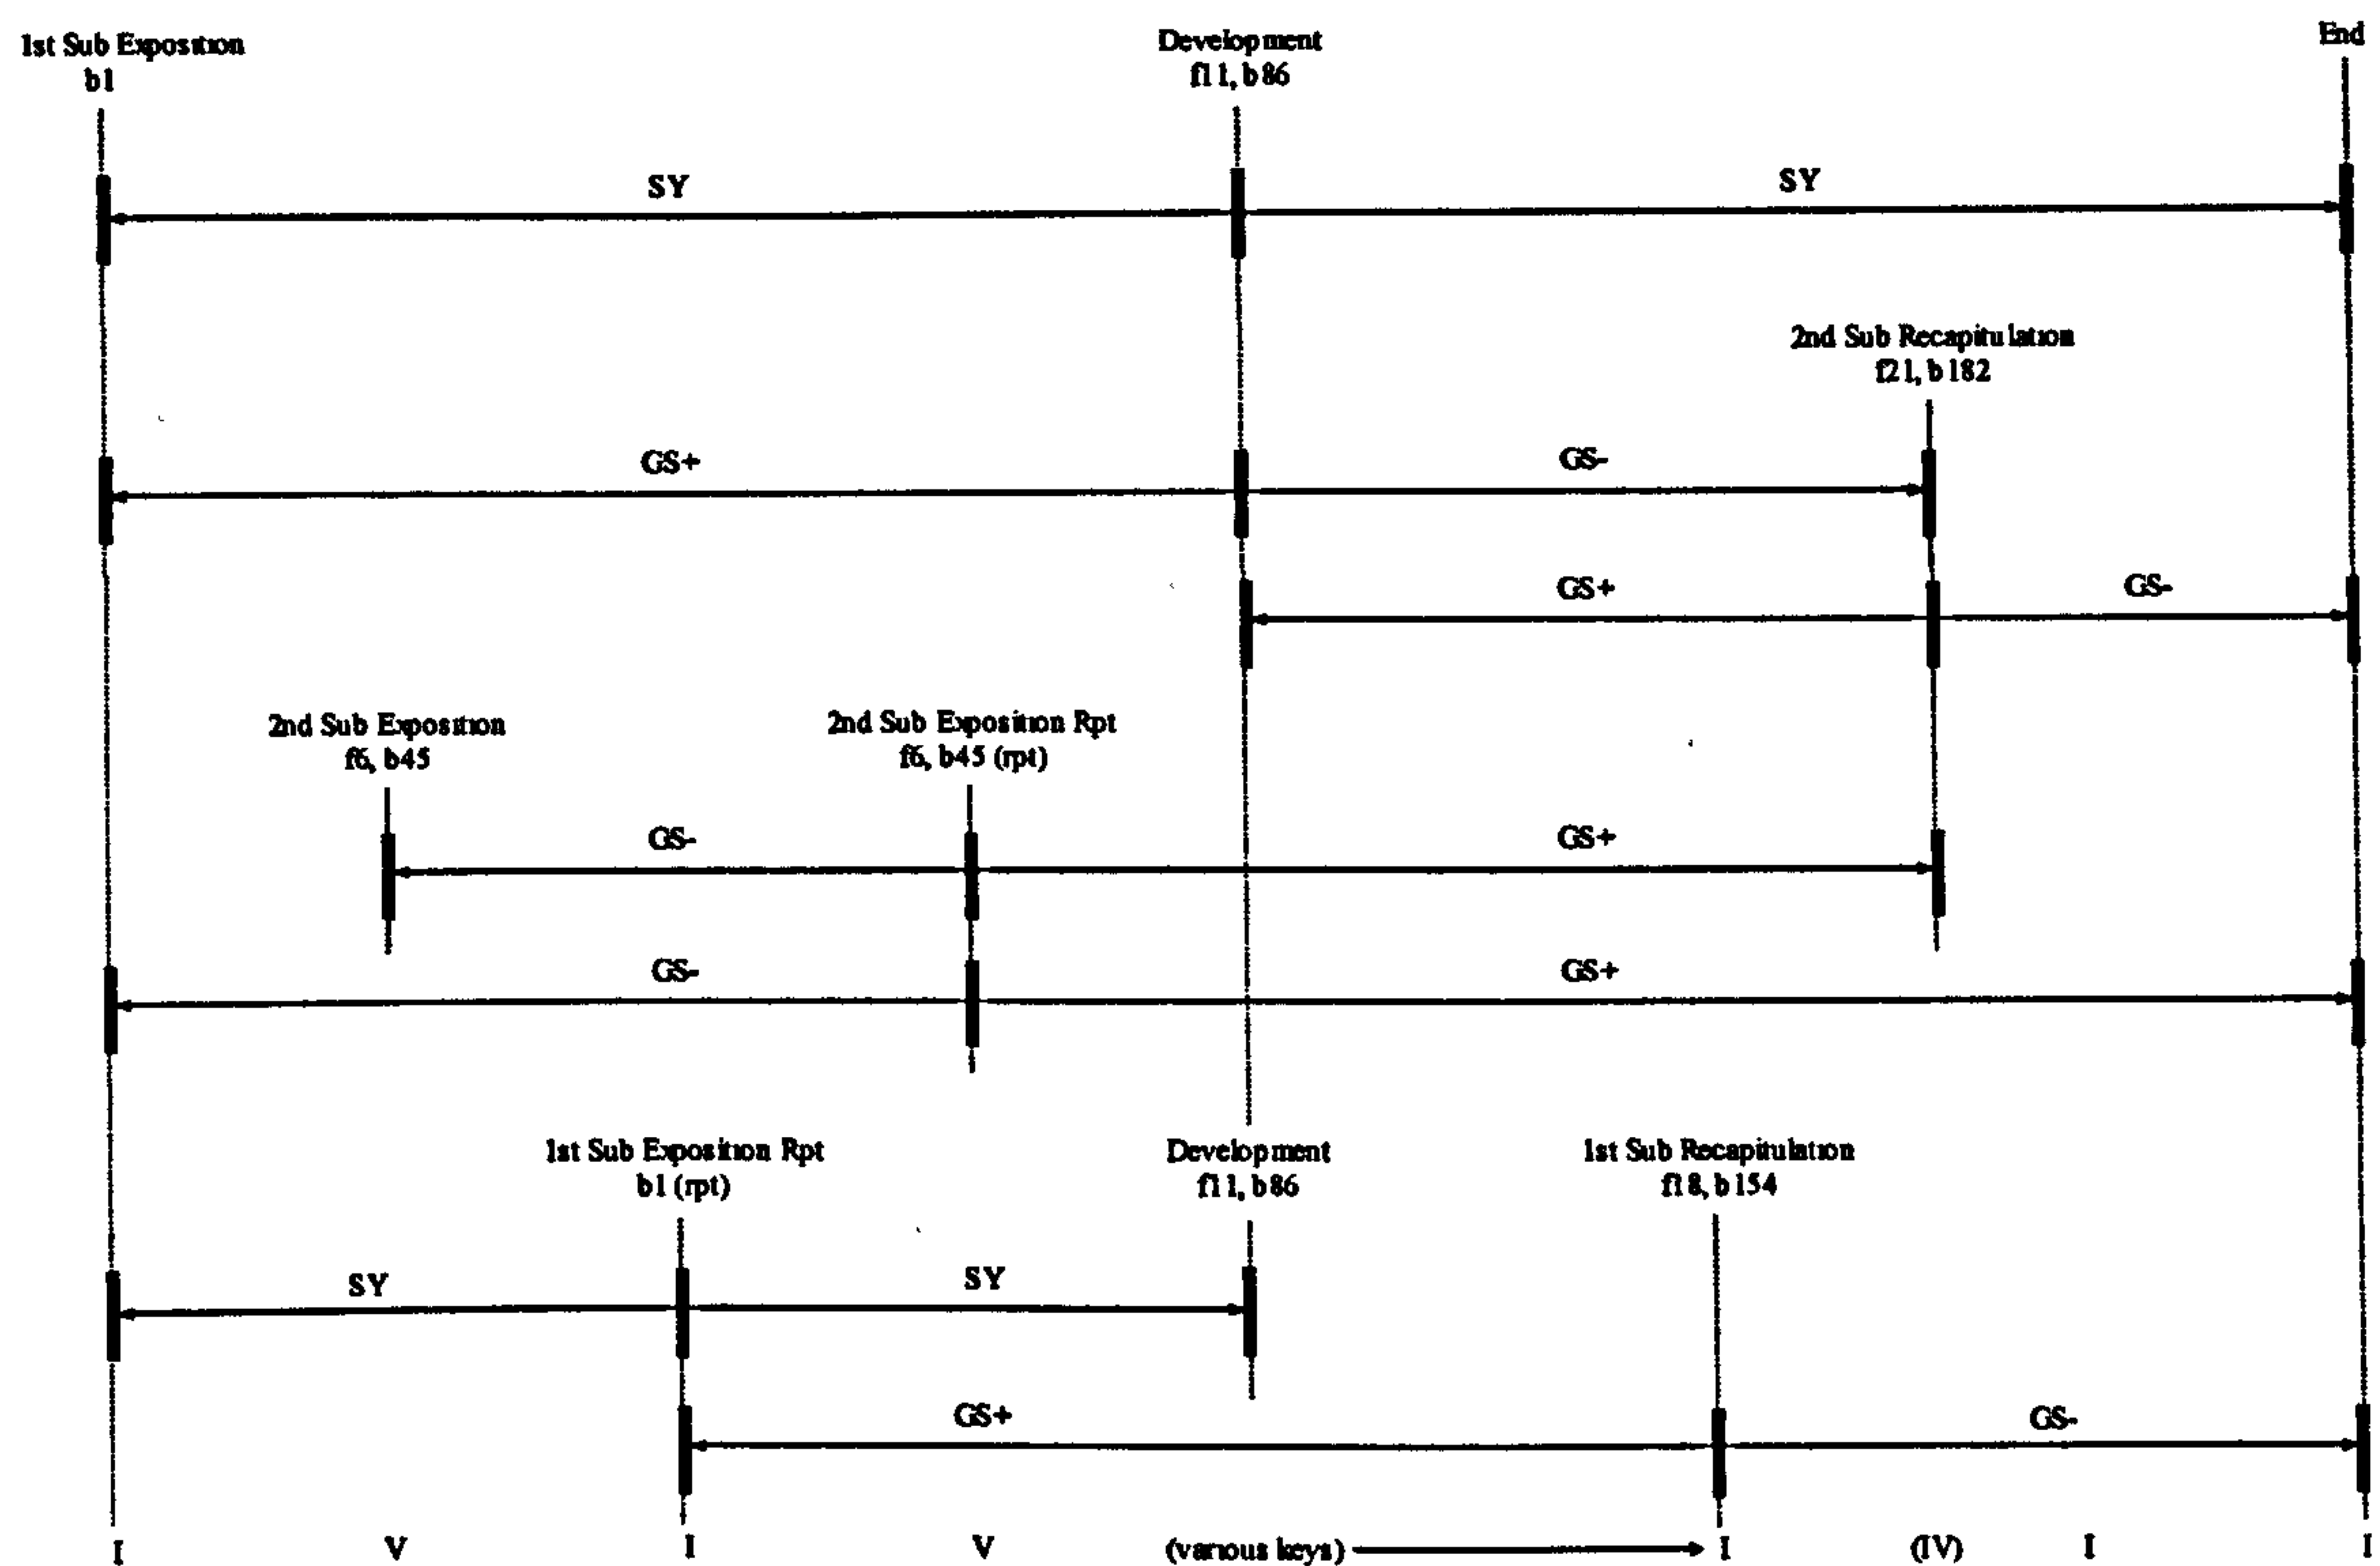 1st Sub Exposition
b1
Development
f11, b86
End
SY
SY
2nd Sub Recapitulation
f21, b182
GS+
GS-
GS+
GS-
2nd Sub Exposition
f6, b45
2nd Sub Exposition Rpt
f6, b45 (rpt)
GS-
GS+
GS-
GS+
1st Sub Exposition Rpt
b1 (rpt)
Development
f11, b86
1st Sub Recapitulation
f18, b154
SY
SY
GS+
GS-
I V I V (various keys) I (IV) I I